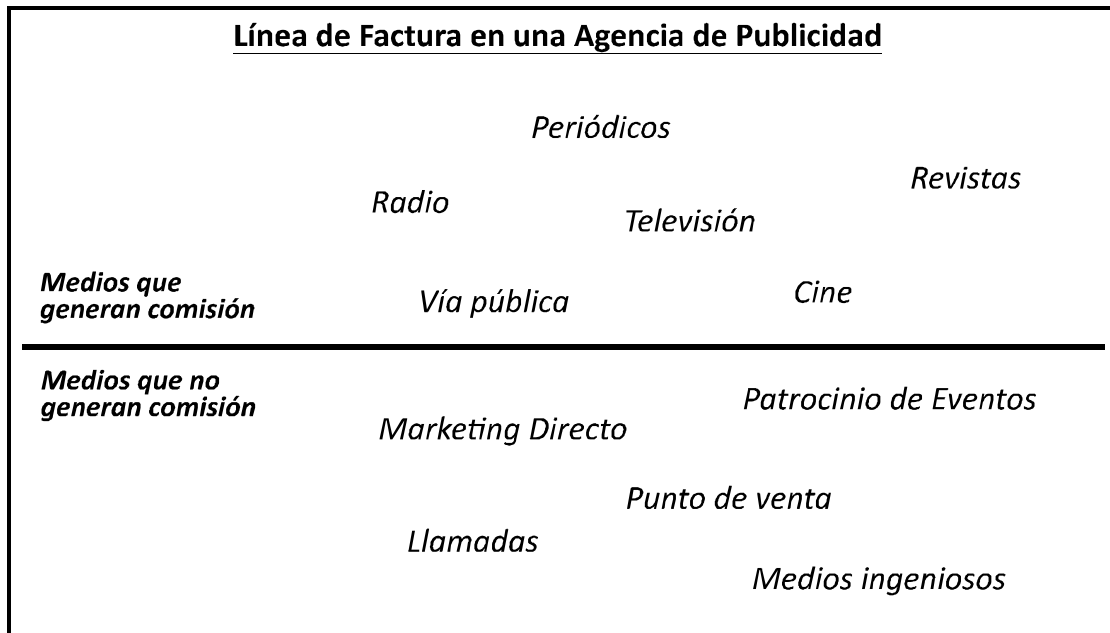 Línea de Factura en una Agencia de Publicidad
Periódicos
Revistas
Radio
Televisión
Medios que
generan comisión
Vía pública
Cine
Medios que no
generan comisión
Patrocinio de Eventos
Marketing Directo
Punto de venta
Llamadas
Medios ingeniosos